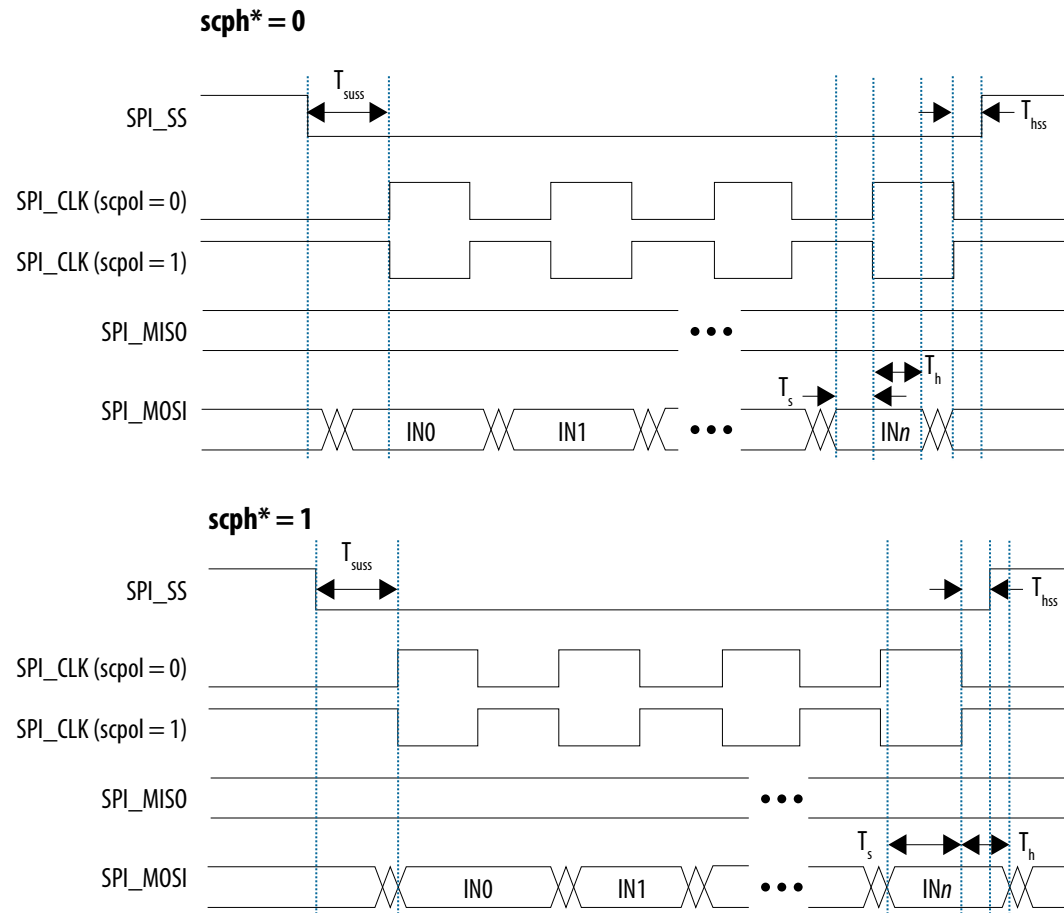 scph* = 0
Tsuss
SPI_SS
Thss
SPI_CLK (scpol = 0)
SPI_CLK (scpol = 1)
SPI_MISO
Th
Ts
SPI_MOSI
IN0
IN1
INn
scph* = 1
Tsuss
SPI_SS
Thss
SPI_CLK (scpol = 0)
SPI_CLK (scpol = 1)
SPI_MISO
Ts
Th
SPI_MOSI
IN0
IN1
INn